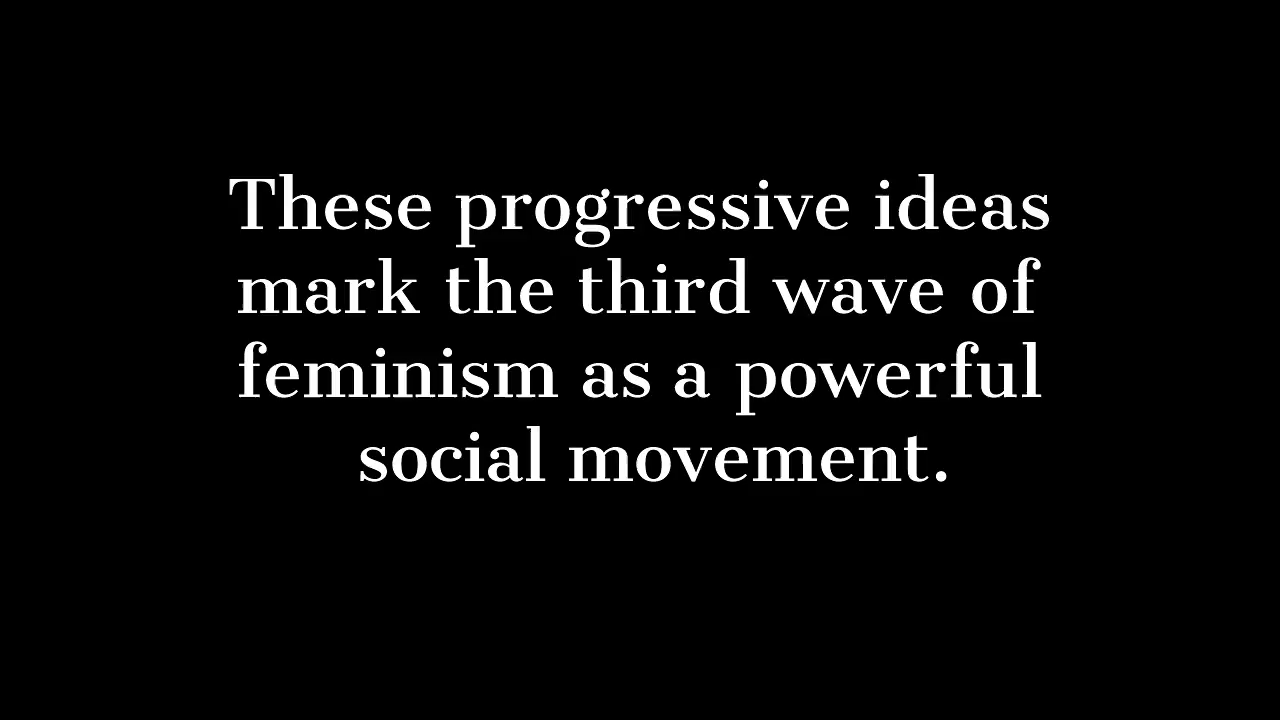 These progressive ideas
mark the third wave of
feminism as a powerful
social movement.